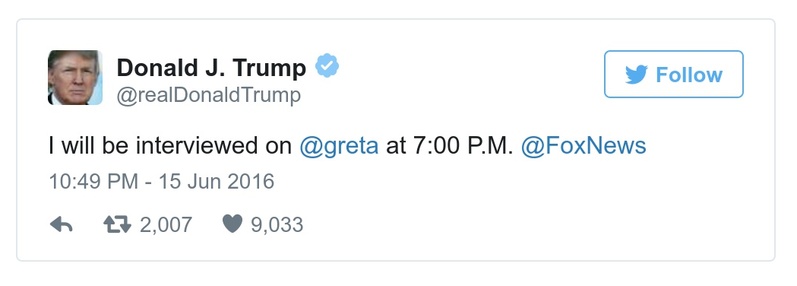 Donald J. Trump
@realDonaldTrump
Follow
I will be interviewed on @greta at 7:00 P.M. @FoxNews
10:49 PM - 15 Jun 2016
2,007 9,033